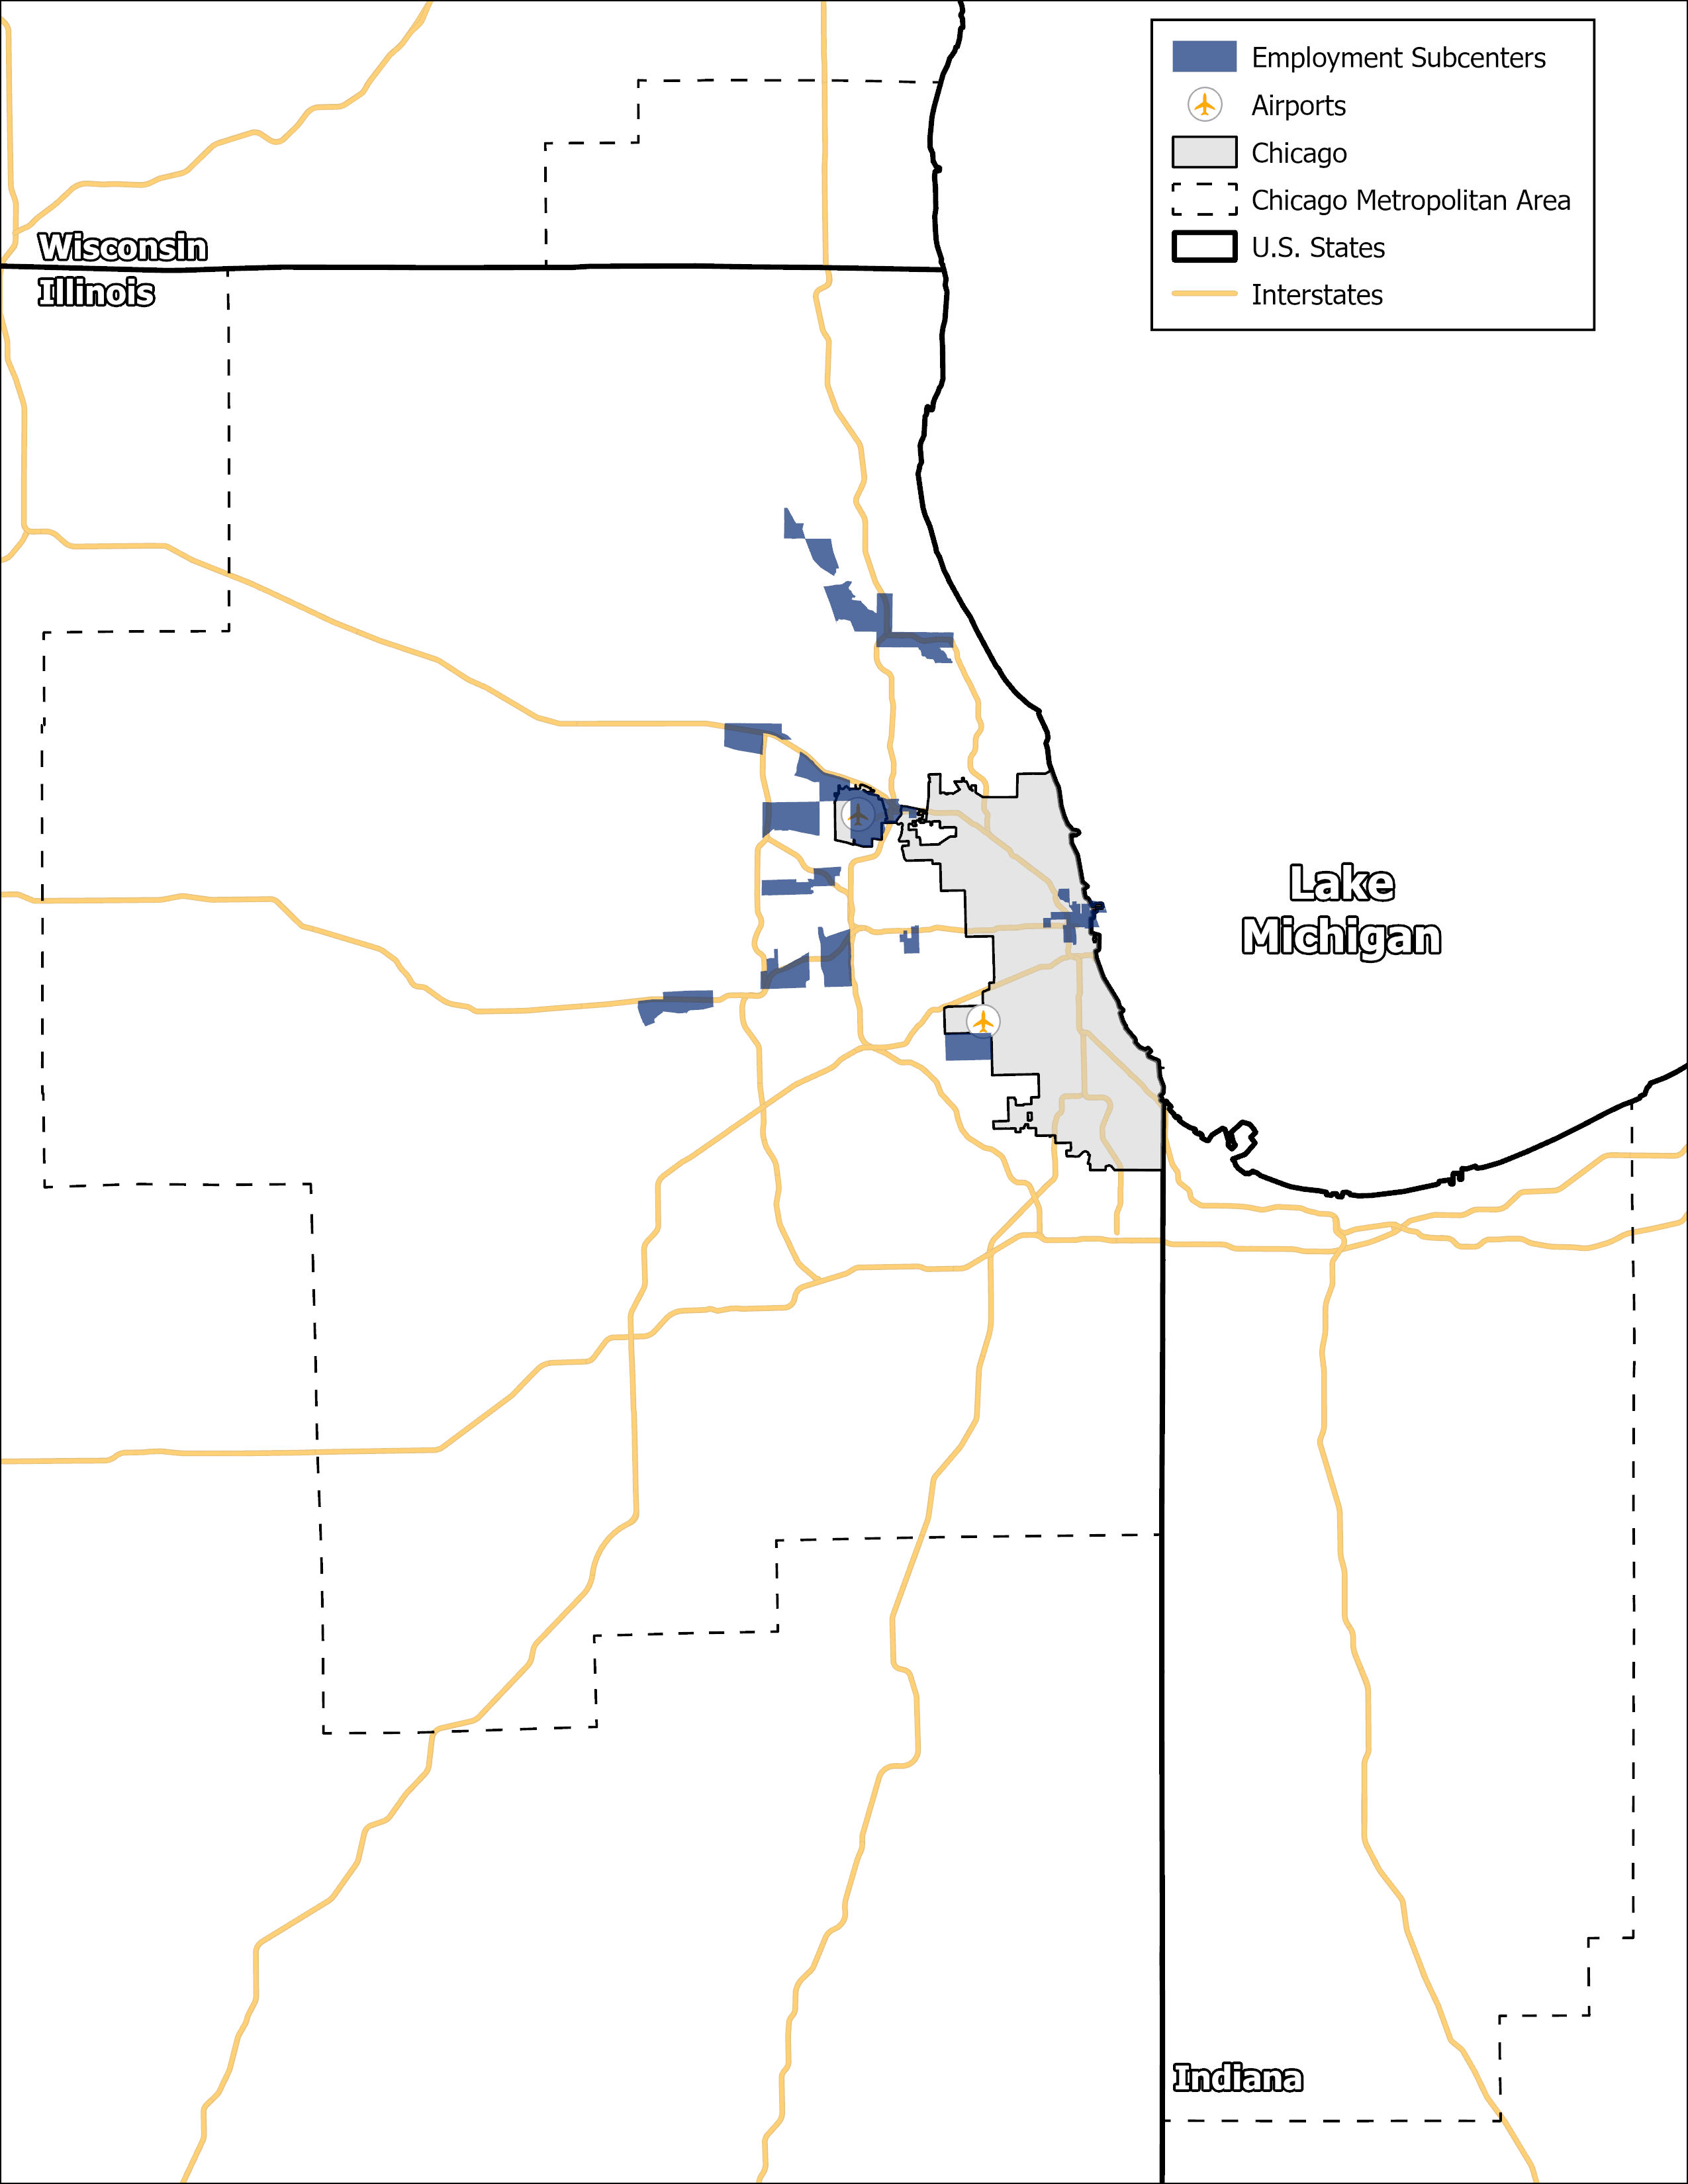 Employment Subcenters
Airports
Chicago
Chicago Metropolitan Area
U.S. States
Interstates
Wisconsin
Illinois
Lake
Michigan
Indiana